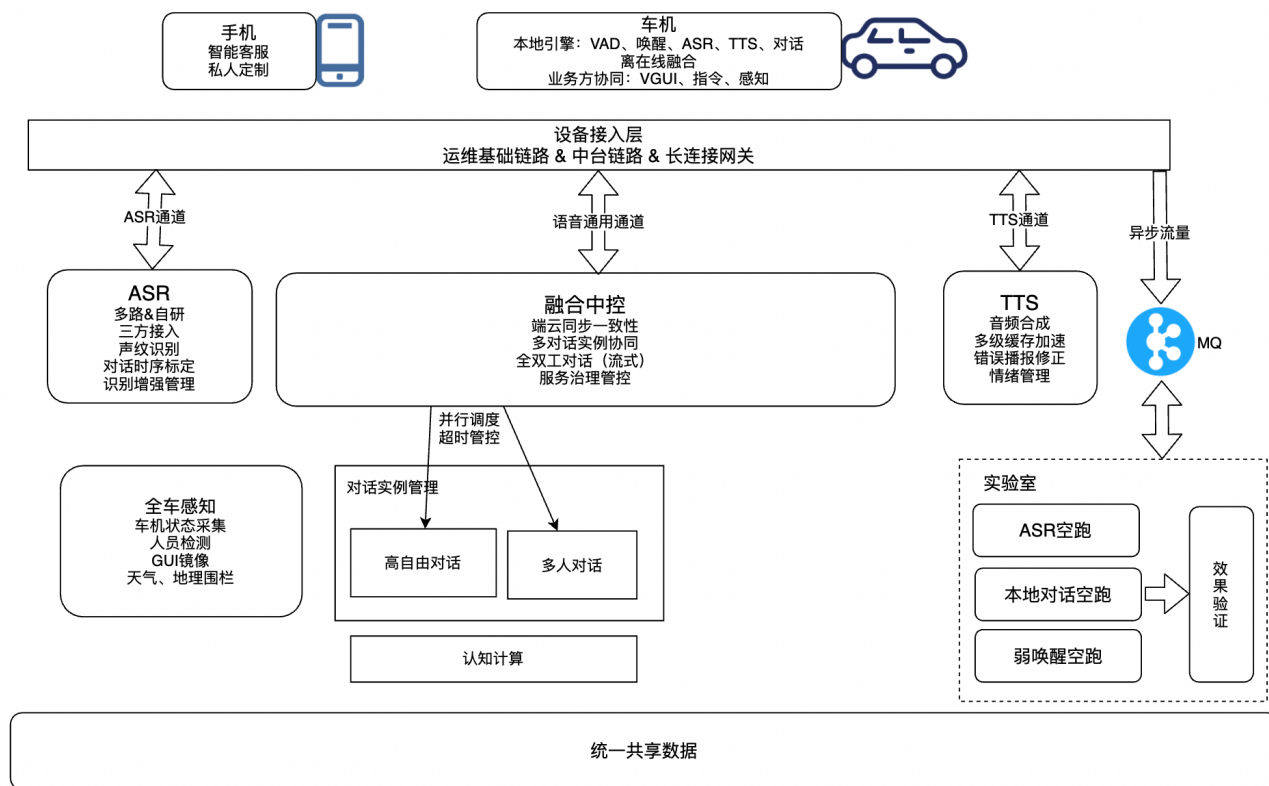 手机
智能客服
私人定制
车机
本地引擎：VAD、唤醒、ASR、TTS、对话
离在线融合
业务方协同：VGUI、指令、感知
设备接入层
运维基础链路 & 中台链路 & 长连接网关
ASR通道
语音通用通道
TTS通道
异步流量
ASR
多路&自研
三方接入
声纹识别
对话时序标定
识别增强管理
融合中控
端云同步一致性
多对话实例协同
全双工对话（流式）
服务治理管控
TTS
音频合成
多级缓存加速
错误播报修正
情绪管理
MQ
并行调度
超时管控
全车感知
车机状态采集
人员检测
GUI镜像
天气、地理围栏
对话实例管理
高自由对话
多人对话
认知计算
实验室
ASR空跑
本地对话空跑
弱唤醒空跑
效果验证
统一共享数据